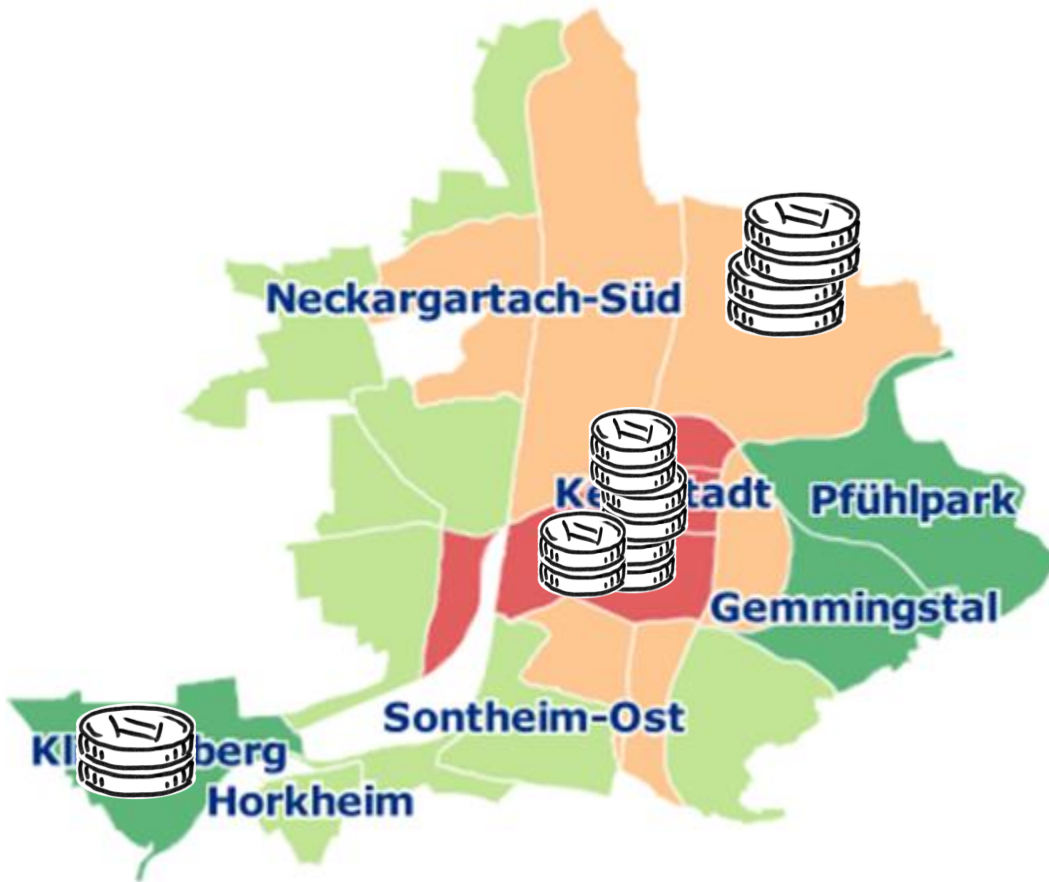 Neckargartach-Süd
Pfühlpark
Gemmingstal
Sontheim-Ost
Horkheim